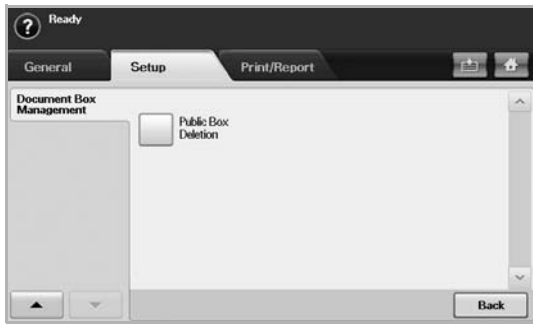 ? Ready
General Setup Print/Report
Document Box
Management
Public Box
Deletion
Back